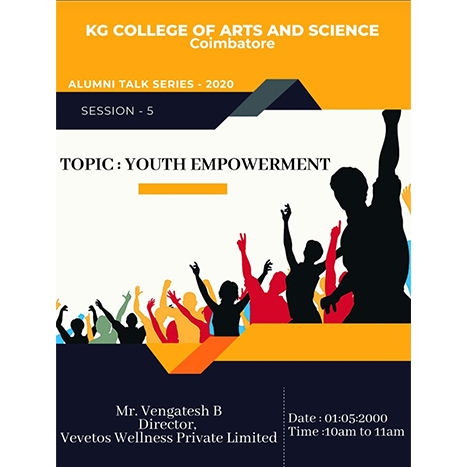 KG COLLEGE OF ARTS AND SCIENCE
Coimbatore
ALUMNI TALK SERIES - 2020
SESSION - 5
TOPIC : YOUTH EMPOWERMENT
Mr. Vengatesh B
Director,
Vevetos Wellness Private Limited
Date : 01:05:2000
Time :10am to 11am